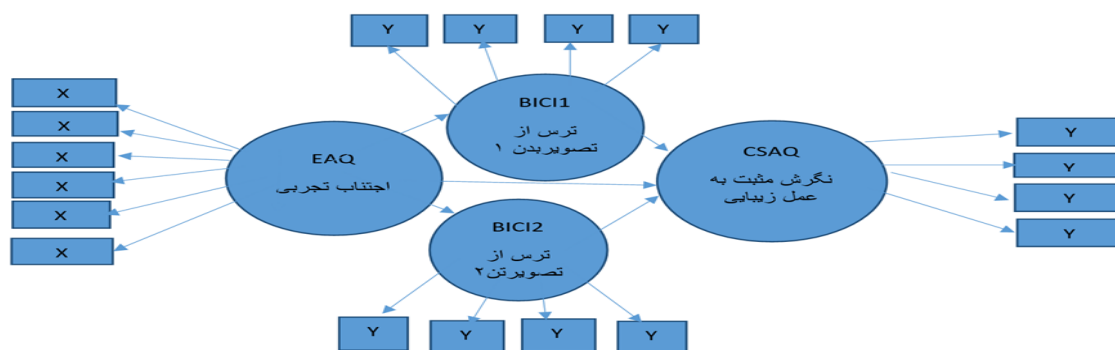 Y
Y
Y
Y
X
X
X
X
X
X
EAQ
اجتناب تجربی
BICI1
ترس از
تصویربدن ۱
CSAQ
نگرش مثبت به
عمل زیبایی
BICI2
ترس از
تصویرتن۲
Y
Y
Y
Y
Y
Y
Y
Y